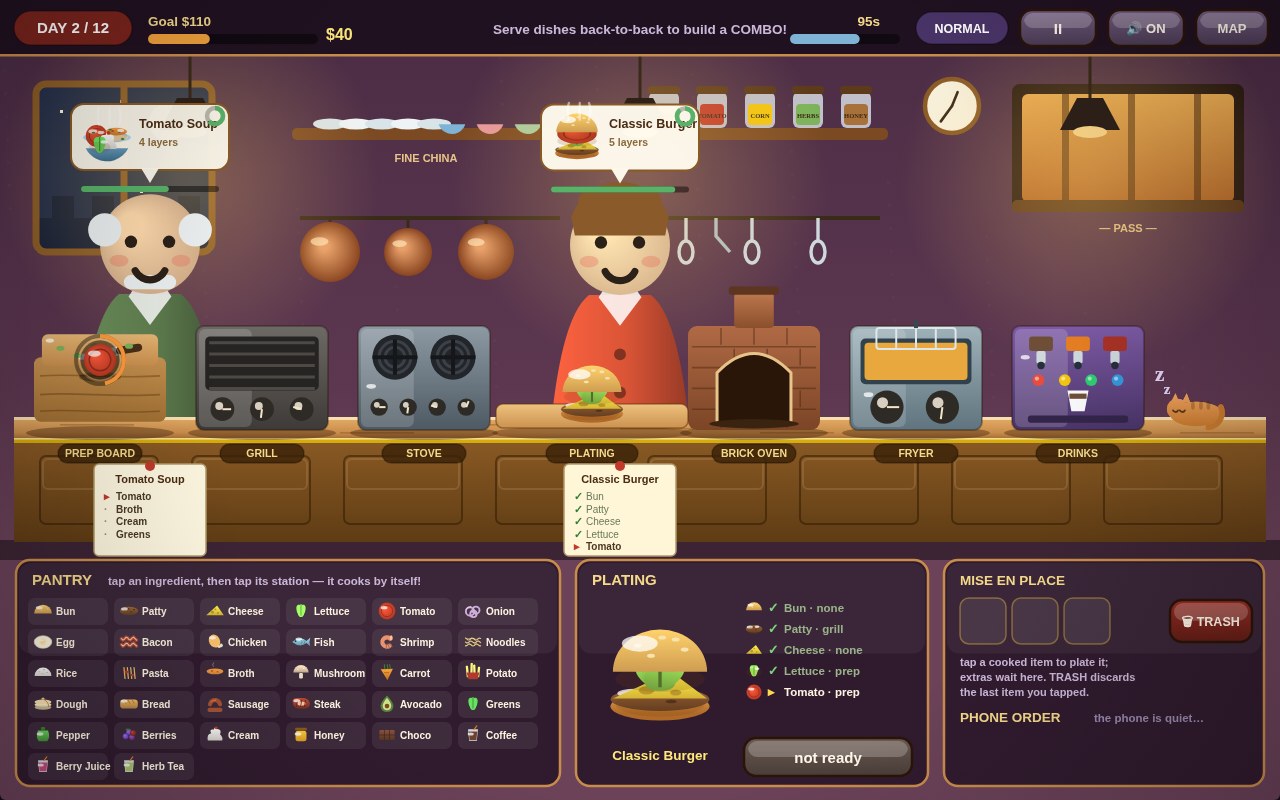 DAY 2 / 12
Goal $110
$40
Serve dishes back-to-back to build a COMBO!
95s
NORMAL
II
ON
MAP
Tomato Soup
4 layers
Classic Burger
5 layers
TOMATO
CORN
HERBS
HONEY
FINE CHINA
— PASS —
z
z
PREP BOARD
GRILL
STOVE
PLATING
BRICK OVEN
FRYER
DRINKS
Tomato Soup
▸ Tomato
· Broth
· Cream
· Greens
Classic Burger
✓ Bun
✓ Patty
✓ Cheese
✓ Lettuce
▸ Tomato
PANTRY
tap an ingredient, then tap its station — it cooks by itself!
Bun
Patty
Cheese
Lettuce
Tomato
Onion
Egg
Bacon
Chicken
Fish
Shrimp
Noodles
Rice
Pasta
Broth
Mushroom
Carrot
Potato
Dough
Bread
Sausage
Steak
Avocado
Greens
Pepper
Berries
Cream
Honey
Choco
Coffee
Berry Juice
Herb Tea
PLATING
✓ Bun · none
✓ Patty · grill
✓ Cheese · none
✓ Lettuce · prep
▸ Tomato · prep
Classic Burger
not ready
MISE EN PLACE
TRASH
tap a cooked item to plate it;
extras wait here. TRASH discards
the last item you tapped.
PHONE ORDER
the phone is quiet…